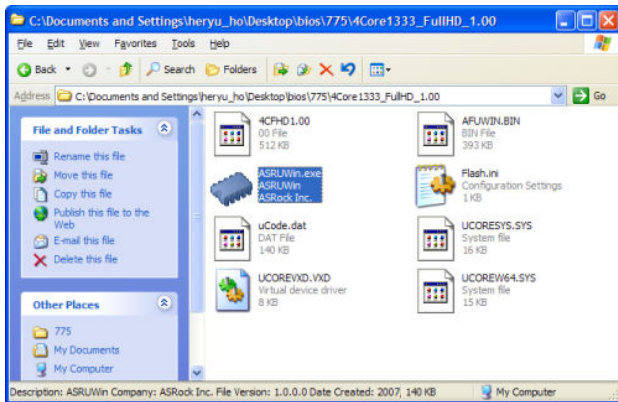 C:\Documents and Settings\heryu_ho\Desktop\bios\775\4Core1333_FullHD_1.00
File Edit View Favorites Tools Help
Back Search Folders
Address C:\Documents and Settings\heryu_ho\Desktop\bios\775\4Core1333_FullHD_1.00 Go
File and Folder Tasks
Rename this file
Move this file
Copy this file
Publish this file to the
Web
E-mail this file
Delete this file
Other Places
775
My Documents
My Computer
4CFHD1.00
00 File
512 KB
AFUWIN.BIN
BIN File
393 KB
ASRUWin.exe
ASRUWin
ASRock Inc.
Flash.ini
Configuration Settings
1 KB
uCode.dat
DAT File
140 KB
UCORESYS.SYS
System file
16 KB
UCOREVXD.VXD
Virtual device driver
8 KB
UCOREW64.SYS
System file
15 KB
Description: ASRUWin Company: ASRock Inc. File Version: 1.0.0.0 Date Created: 2007, 140 KB My Computer